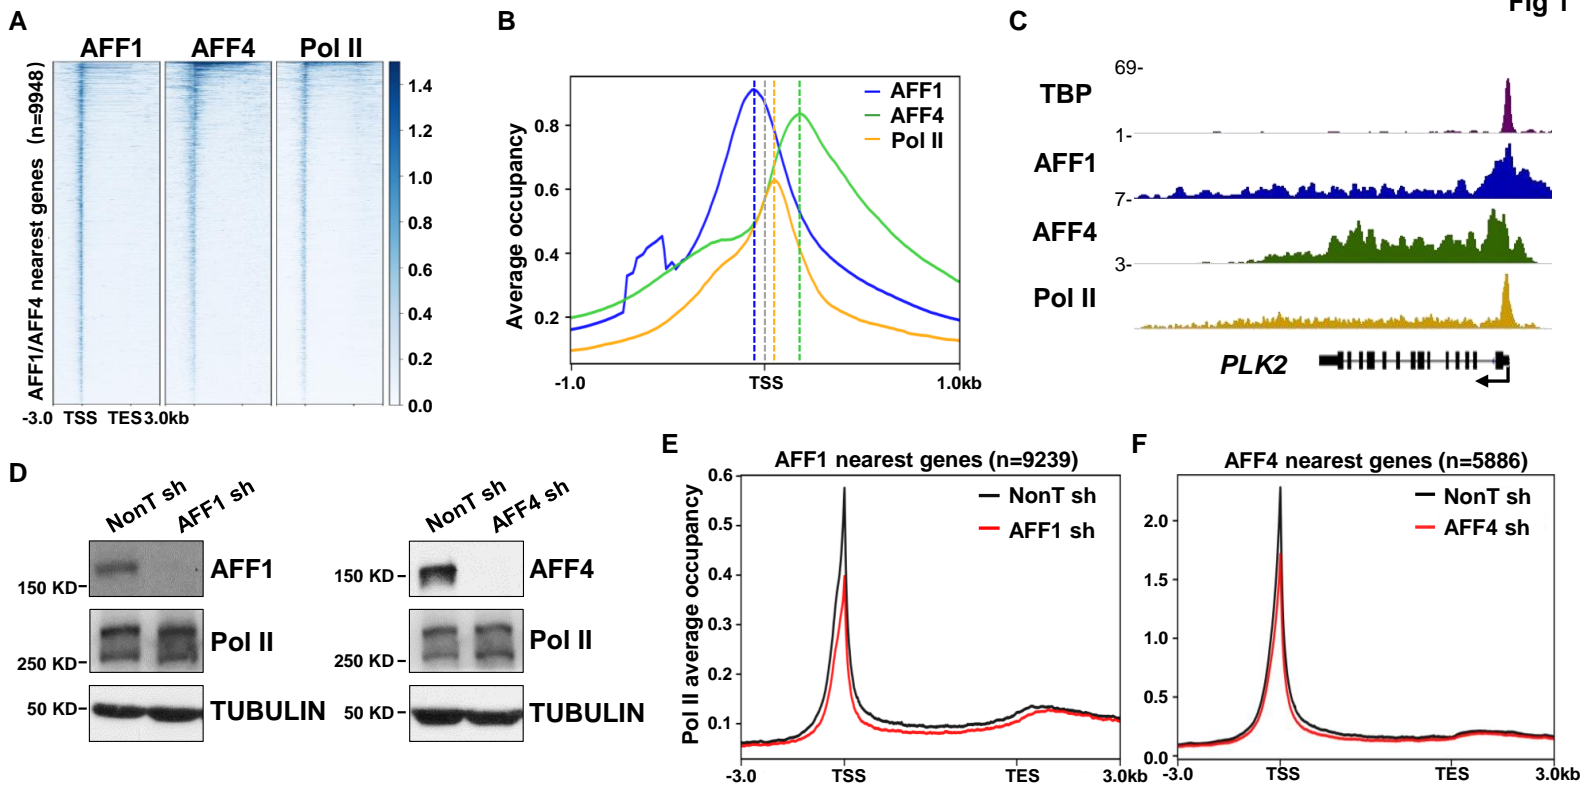 Fig 1
A
AFF1 AFF4 Pol II
AFF1/AFF4 nearest genes (n=9948)
1.4
1.2
1.0
0.8
0.6
0.4
0.2
0.0
-3.0 TSS TES 3.0kb
B
Average occupancy
0.8
0.6
0.4
0.2
AFF1
AFF4
Pol II
-1.0 TSS 1.0kb
C
69-
TBP
1-
AFF1
7-
AFF4
3-
Pol II
PLK2
D
NonT sh AFF1 sh
AFF1
150 KD
Pol II
250 KD
50 KD
TUBULIN
NonT sh AFF4 sh
150 KD
AFF4
Pol II
250 KD
50 KD
TUBULIN
E
AFF1 nearest genes (n=9239)
Pol II average occupancy
0.6
0.5
0.4
0.3
0.2
0.1
NonT sh
AFF1 sh
-3.0 TSS TES 3.0kb
F
AFF4 nearest genes (n=5886)
2.0
1.5
1.0
0.5
0.0
NonT sh
AFF4 sh
-3.0 TSS TES 3.0kb